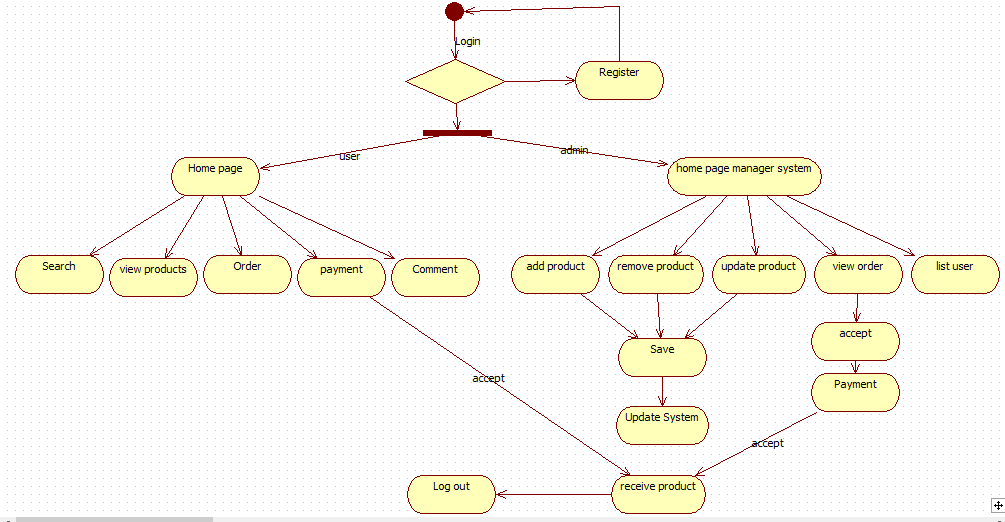 Login
Register
user
admin
Home page
home page manager system
Search
view products
Order
payment
Comment
add product
remove product
update product
view order
list user
accept
Save
Payment
accept
Update System
accept
Log out
receive product